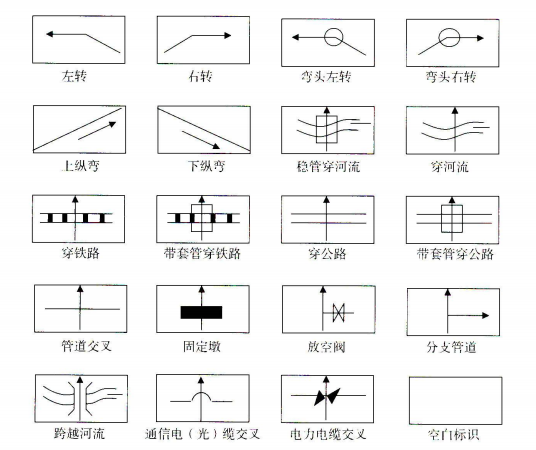 左转 右转 弯头左转 弯头右转
上纵弯 下纵弯 稳管穿河流 穿河流
穿铁路 带套管穿铁路 穿公路 带套管穿公路
管道交叉 固定墩 放空阀 分支管道
跨越河流 通信电（光）缆交叉 电力电缆交叉 空白标识